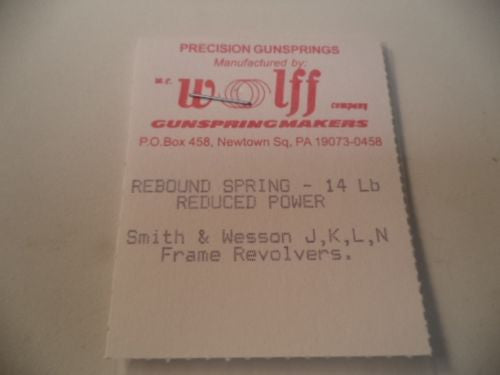 PRECISION GUNSPRINGS
Manufactured by:
W.C. Wolff company
GUNSPRINGMAKERS
P.O.Box 458, Newtown Sq, PA 19073-0458
REBOUND SPRING - 14 Lb
REDUCED POWER
Smith & Wesson J,K,L,N
Frame Revolvers.